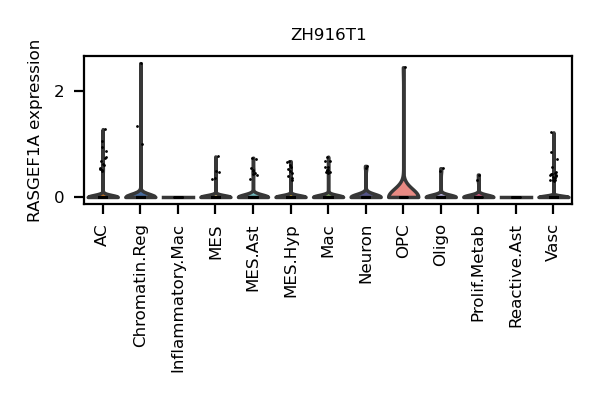 ZH916T1
RASGEF1A expression
2
0
AC
Chromatin.Reg
Inflammatory.Mac
MES
MES.Ast
MES.Hyp
Mac
Neuron
OPC
Oligo
Prolif.Metab
Reactive.Ast
Vasc